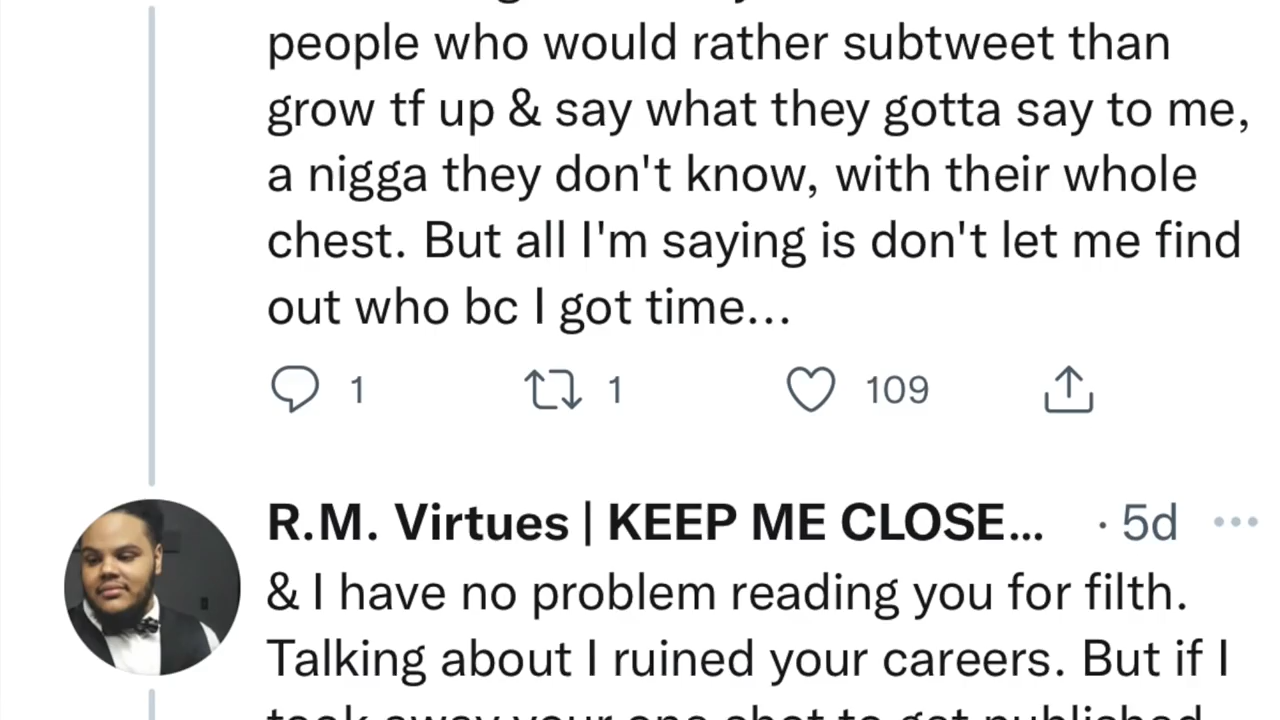 people who would rather subtweet than
grow tf up & say what they gotta say to me,
a nigga they don't know, with their whole
chest. But all I'm saying is don't let me find
out who bc I got time...
1 1 109
R.M. Virtues | KEEP ME CLOSE... · 5d ...
& I have no problem reading you for filth.
Talking about I ruined your careers. But if I
took away your one shot to get published